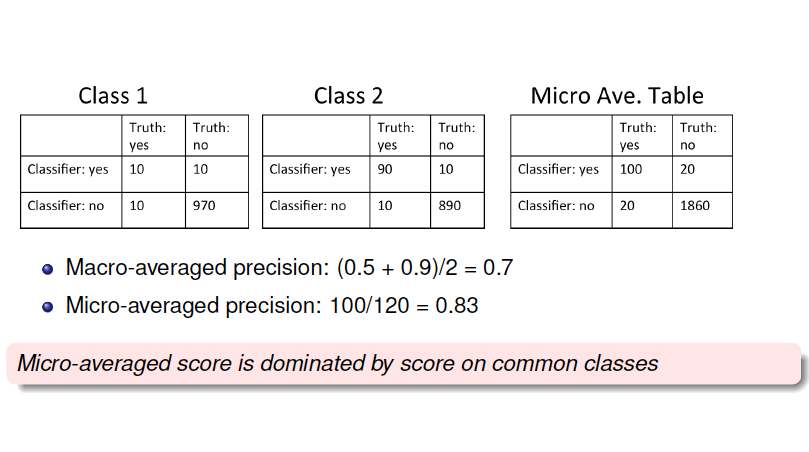 Class 1 Class 2 Micro Ave. Table
Truth: yes Truth: no Truth: yes Truth: no Truth: yes Truth: no
Classifier: yes 10 10 Classifier: yes 90 10 Classifier: yes 100 20
Classifier: no 10 970 Classifier: no 10 890 Classifier: no 20 1860
Macro-averaged precision: (0.5 + 0.9)/2 = 0.7
Micro-averaged precision: 100/120 = 0.83
Micro-averaged score is dominated by score on common classes